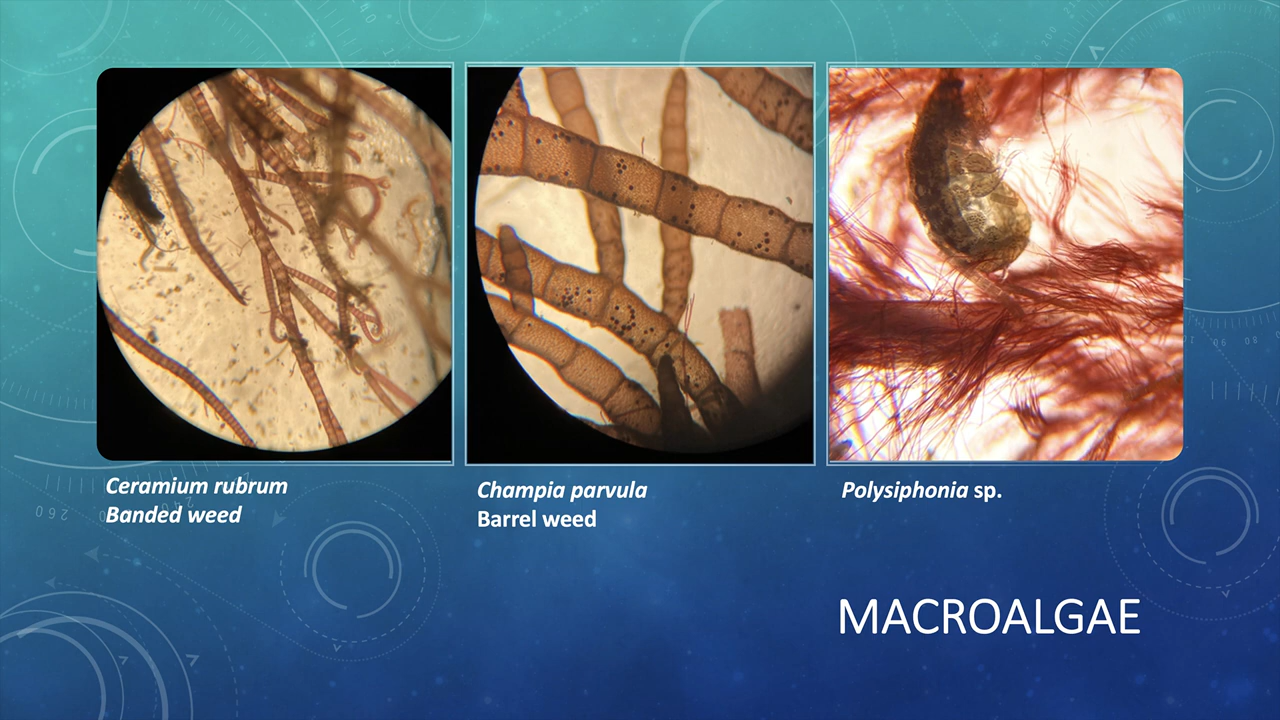 Ceramium rubrum
Banded weed
Champia parvula
Barrel weed
Polysiphonia sp.
MACROALGAE